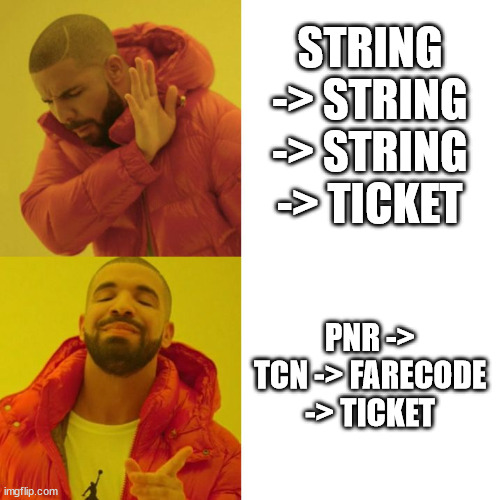 STRING
-> STRING
-> STRING
-> TICKET
PNR ->
TCN -> FARECODE
-> TICKET
imgflip.com